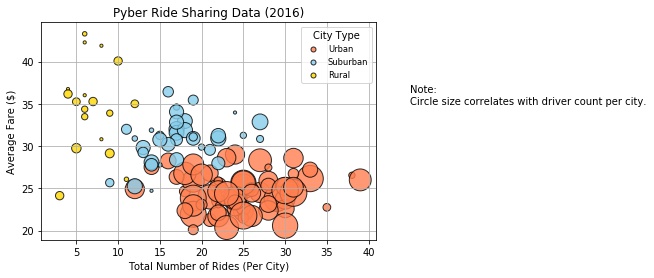 Pyber Ride Sharing Data (2016)
City Type
Urban
Suburban
Rural
Note:
Circle size correlates with driver count per city.
Average Fare ($)
40
35
30
25
20
5
10
15
20
25
30
35
40
Total Number of Rides (Per City)